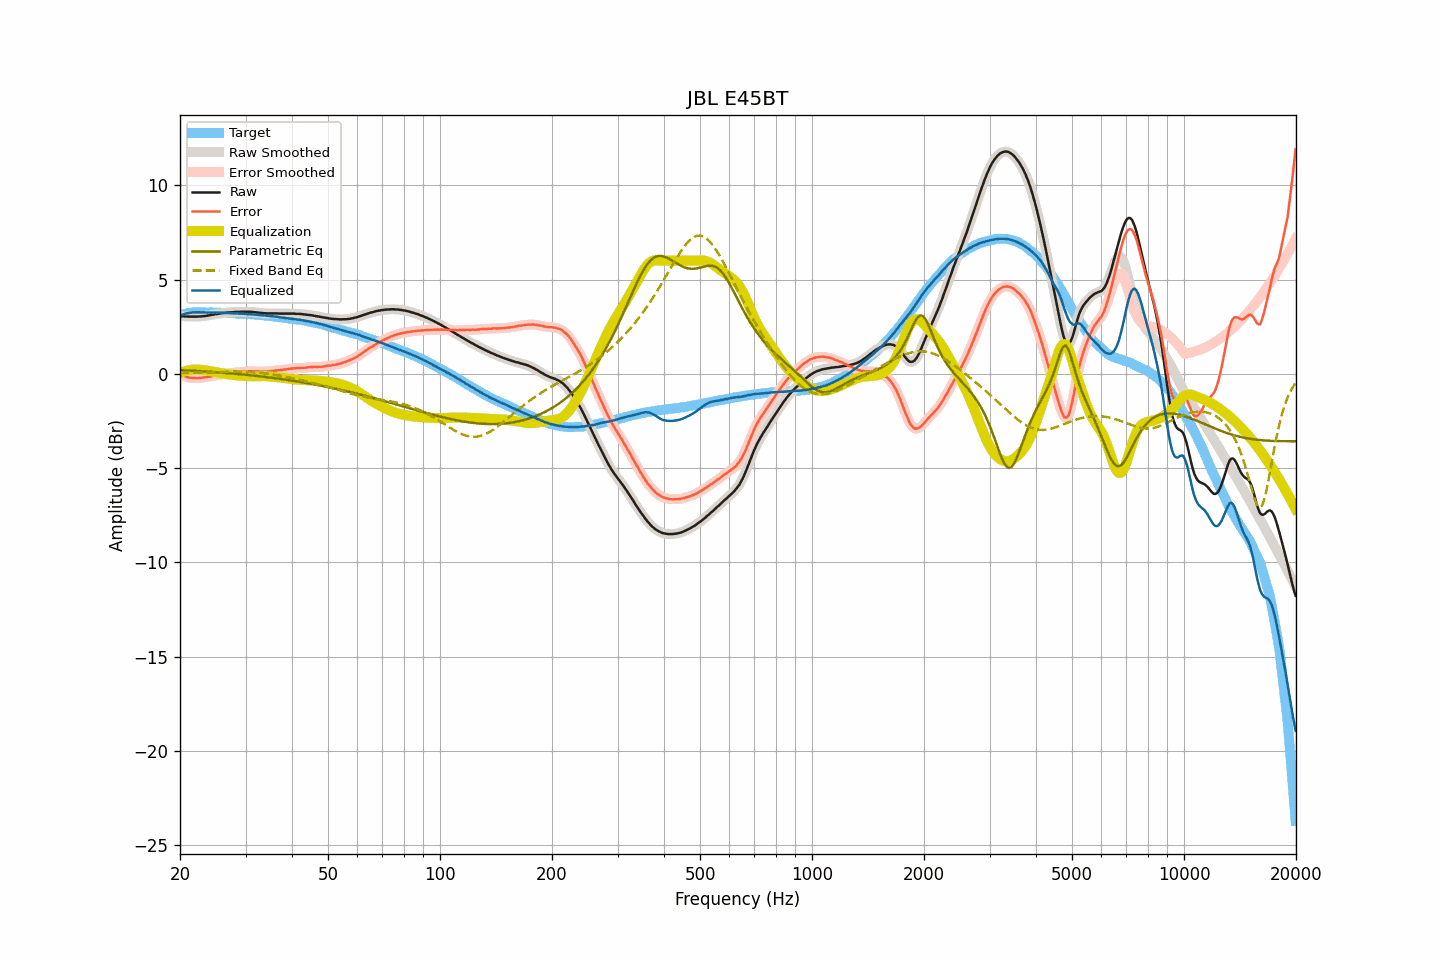 JBL E45BT
Target
Raw Smoothed
Error Smoothed
Raw
Error
Equalization
Parametric Eq
Fixed Band Eq
Equalized
10
5
0
−5
−10
−15
−20
−25
Amplitude (dBr)
20 50 100 200 500 1000 2000 5000 10000 20000
Frequency (Hz)